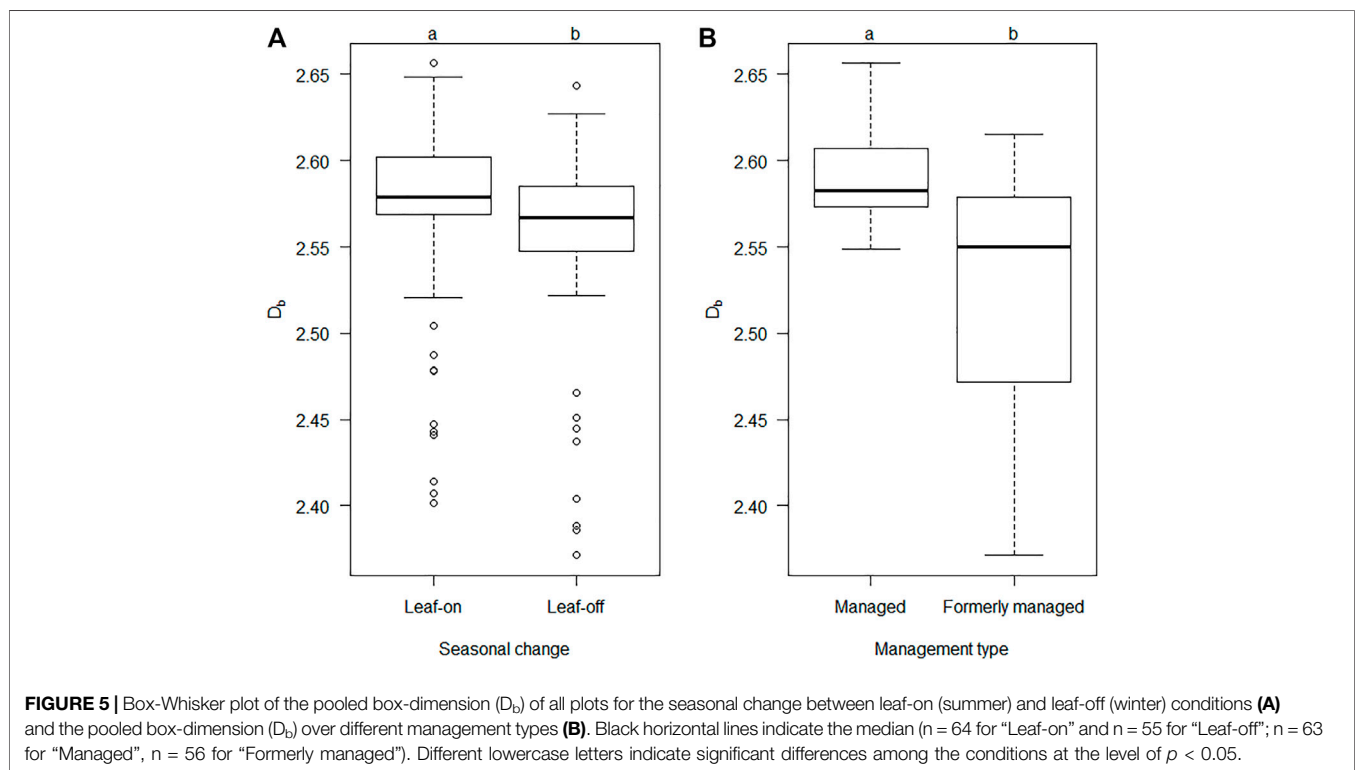 A
a
b
2.65
2.60
2.55
2.50
2.45
2.40
D_b
Leaf-on
Leaf-off
Seasonal change
B
a
b
2.65
2.60
2.55
2.50
2.45
2.40
D_b
Managed
Formerly managed
Management type
FIGURE 5 | Box-Whisker plot of the pooled box-dimension (D_b) of all plots for the seasonal change between leaf-on (summer) and leaf-off (winter) conditions (A)
and the pooled box-dimension (D_b) over different management types (B). Black horizontal lines indicate the median (n = 64 for “Leaf-on” and n = 55 for “Leaf-off”; n = 63
for “Managed”, n = 56 for “Formerly managed”). Different lowercase letters indicate significant differences among the conditions at the level of p < 0.05.